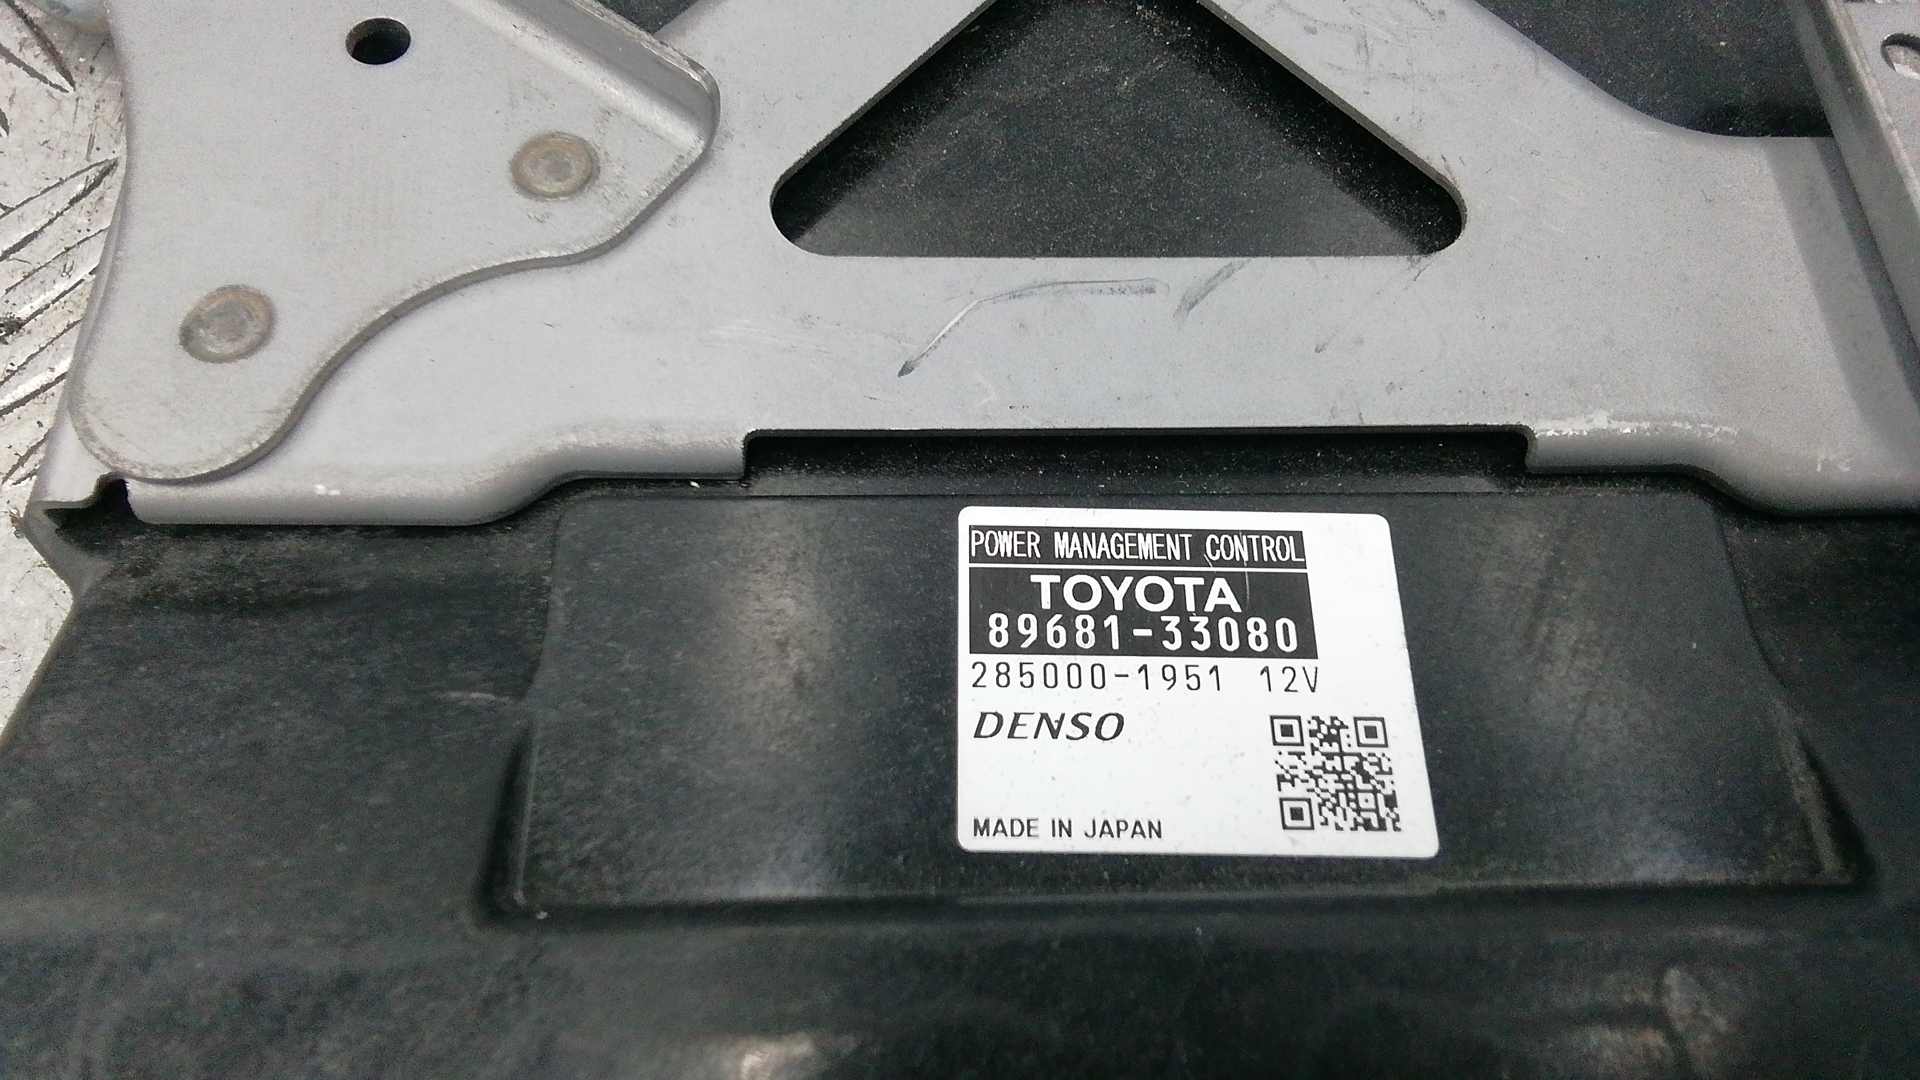 POWER MANAGEMENT CONTROL
TOYOTA
89681-33080
285000-1951 12V
DENSO
MADE IN JAPAN